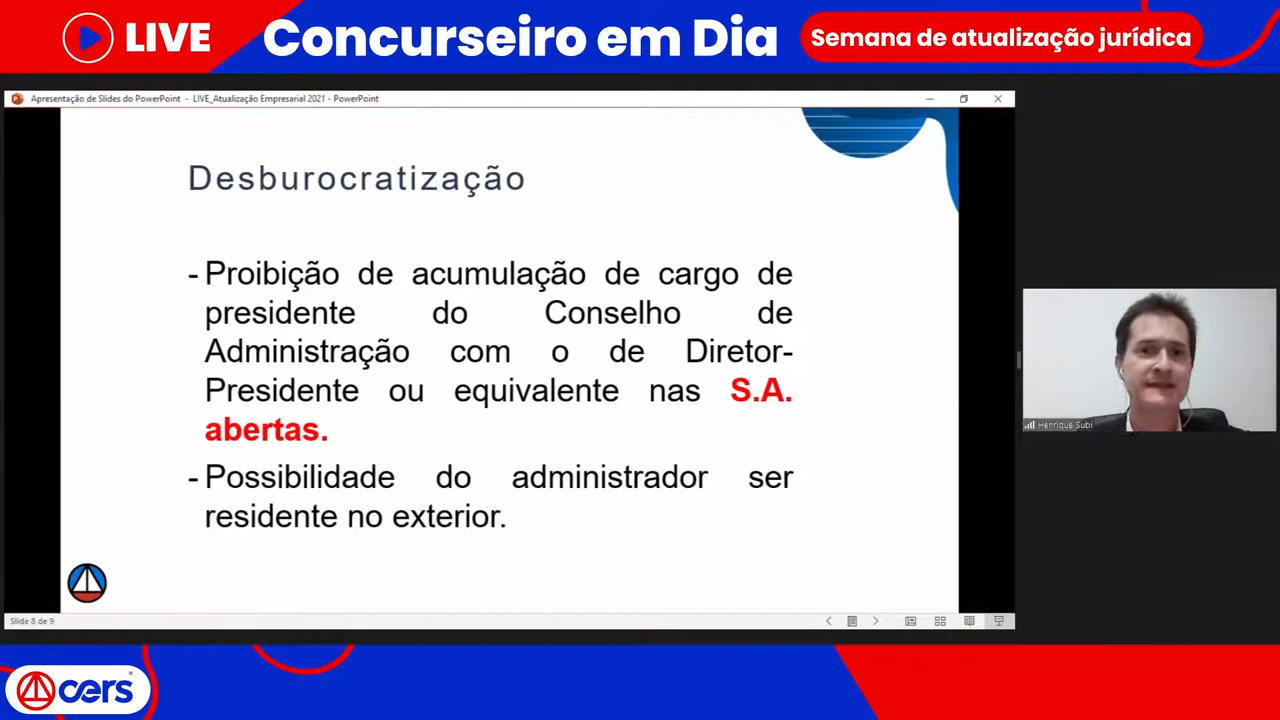 LIVE
Concurseiro em Dia
Semana de atualização jurídica
Apresentação de Slides do PowerPoint - LIVE_Atualização Empresarial 2021 - PowerPoint
Desburocratização
- Proibição de acumulação de cargo de
presidente do Conselho de
Administração com o de Diretor-
Presidente ou equivalente nas S.A.
abertas.
- Possibilidade do administrador ser
residente no exterior.
Henrique Subi
Slide 8 de 9
cers